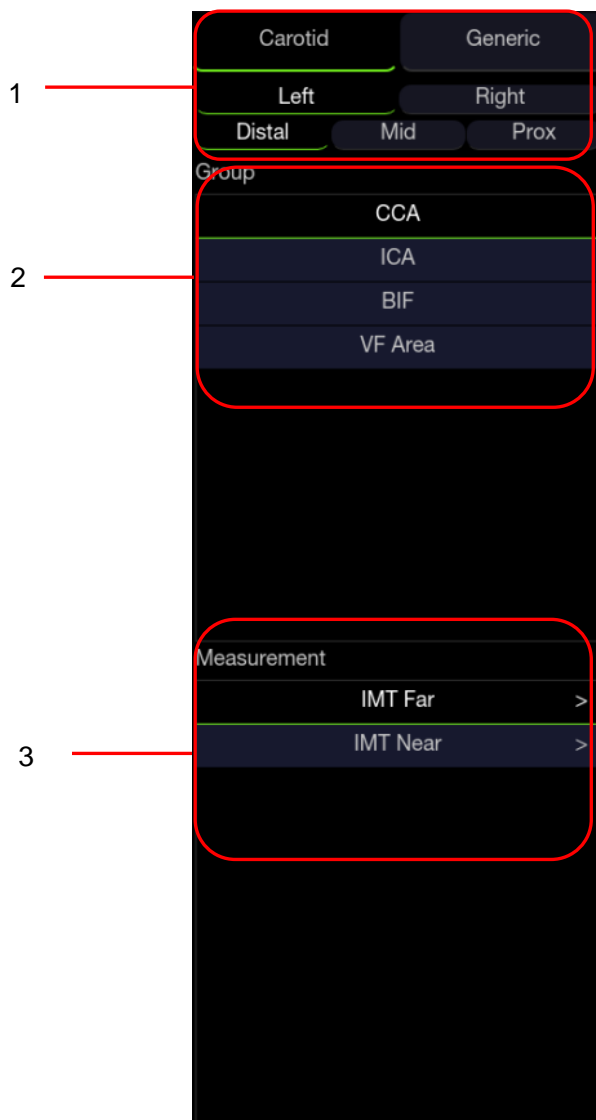 Carotid Generic
1
Left Right
Distal Mid Prox
Group
CCA
2
ICA
BIF
VF Area
Measurement
IMT Far >
3
IMT Near >